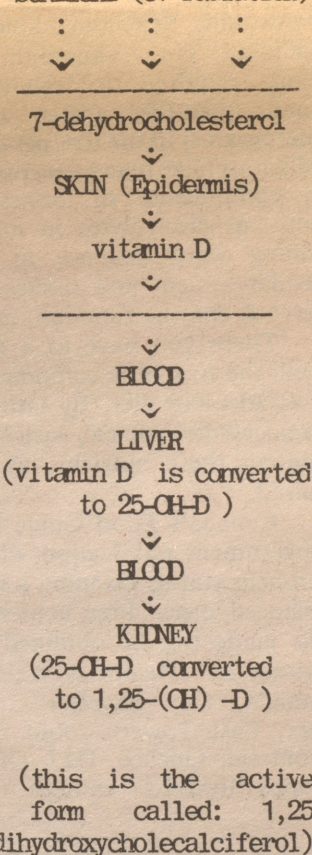 7-dehydrocholesterol
SKIN (Epidermis)
vitamin D
BLOOD
LIVER
(vitamin D is converted
to 25-OH-D )
BLOOD
KIDNEY
(25-OH-D converted
to 1,25-(OH) -D )
(this is the active
form called: 1,25
dihydroxycholecalciferol)